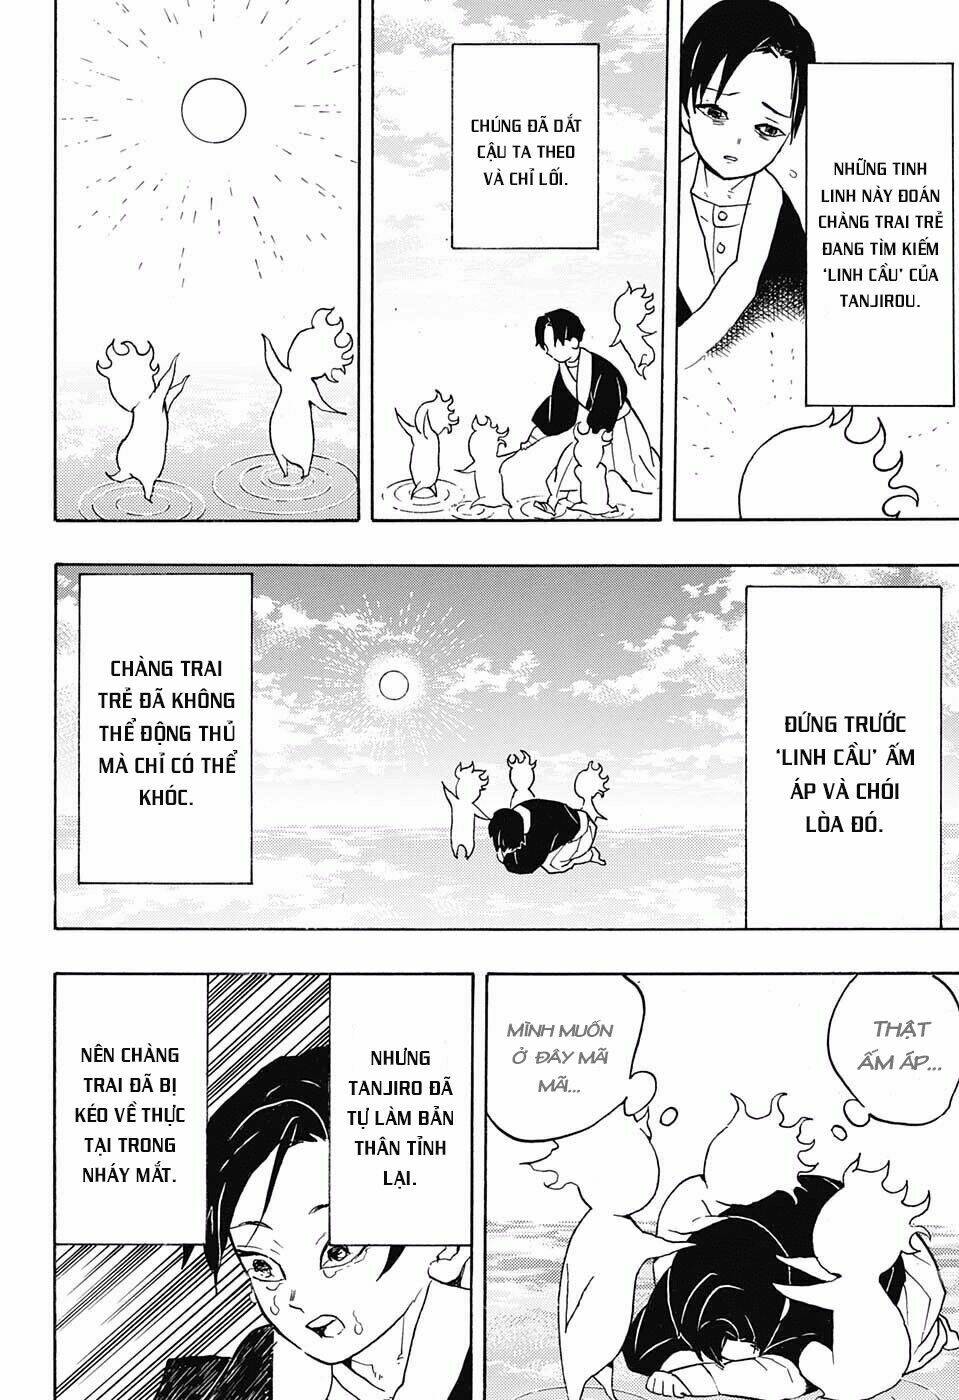 NHỮNG TINH
LINH NÀY ĐOÁN
CHÀNG TRAI TRẺ
ĐANG TÌM KIẾM
‘LINH CẦU’ CỦA
TANJIROU.
CHÚNG ĐÃ DẮT
CẬU TA THEO
VÀ CHỈ LỐI.
ĐỨNG TRƯỚC
‘LINH CẦU’ ẤM
ÁP VÀ CHÓI
LÒA ĐÓ.
CHÀNG TRAI
TRẺ ĐÃ KHÔNG
THỂ ĐỘNG THỦ
MÀ CHỈ CÓ THỂ
KHÓC.
THẬT
ẤM ÁP...
MÌNH MUỐN
Ở ĐÂY MÃI
MÃI...
NHƯNG
TANJIRO ĐÃ
TỰ LÀM BẢN
THÂN TỈNH
LẠI.
NÊN CHÀNG
TRAI ĐÃ BỊ
KÉO VỀ THỰC
TẠI TRONG
NHÁY MẮT.